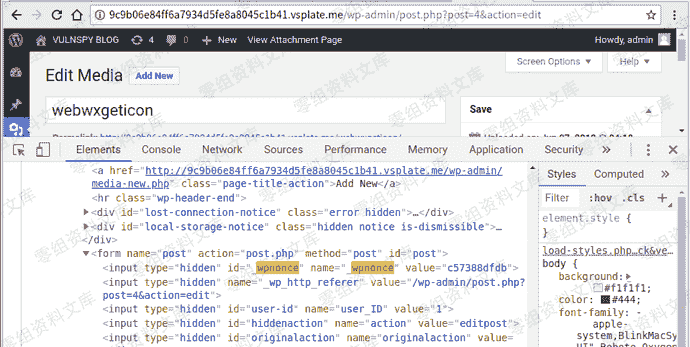 9c9b06e84ff6a7934d5fe8a8045c1b41.vsplate.me/wp-admin/post.php?post=4&action=edit
VULNSPY BLOG 4 0 + New View Attachment Page Howdy, admin
Screen Options ▼ Help ▼
Edit Media Add New
webwxgeticon
Save
Elements Console Network Sources Performance Memory Application Security »
<a href="http://9c9b06e84ff6a7934d5fe8a8045c1b41.vsplate.me/wp-admin/
media-new.php" class="page-title-action">Add New</a>
<hr class="wp-header-end">
▶<div id="lost-connection-notice" class="error hidden">…</div>
▶<div id="local-storage-notice" class="hidden notice is-dismissible">…
</div>
▼<form name="post" action="post.php" method="post" id="post">
<input type="hidden" id="_wpnonce" name="_wpnonce" value="c57388dfdb">
<input type="hidden" name="_wp_http_referer" value="/wp-admin/post.php?
post=4&action=edit">
<input type="hidden" id="user-id" name="user_ID" value="1">
<input type="hidden" id="hiddenaction" name="action" value="editpost">
<input type="hidden" id="originalaction" name="originalaction" value=
Styles Computed »
Filter :hov .cls +
element.style {
}
load-styles.php…ck&ve…
body {
background: ▶
#f1f1f1;
color: #444;
font-family: -
apple-
system,BlinkMacSy
零组资料文库